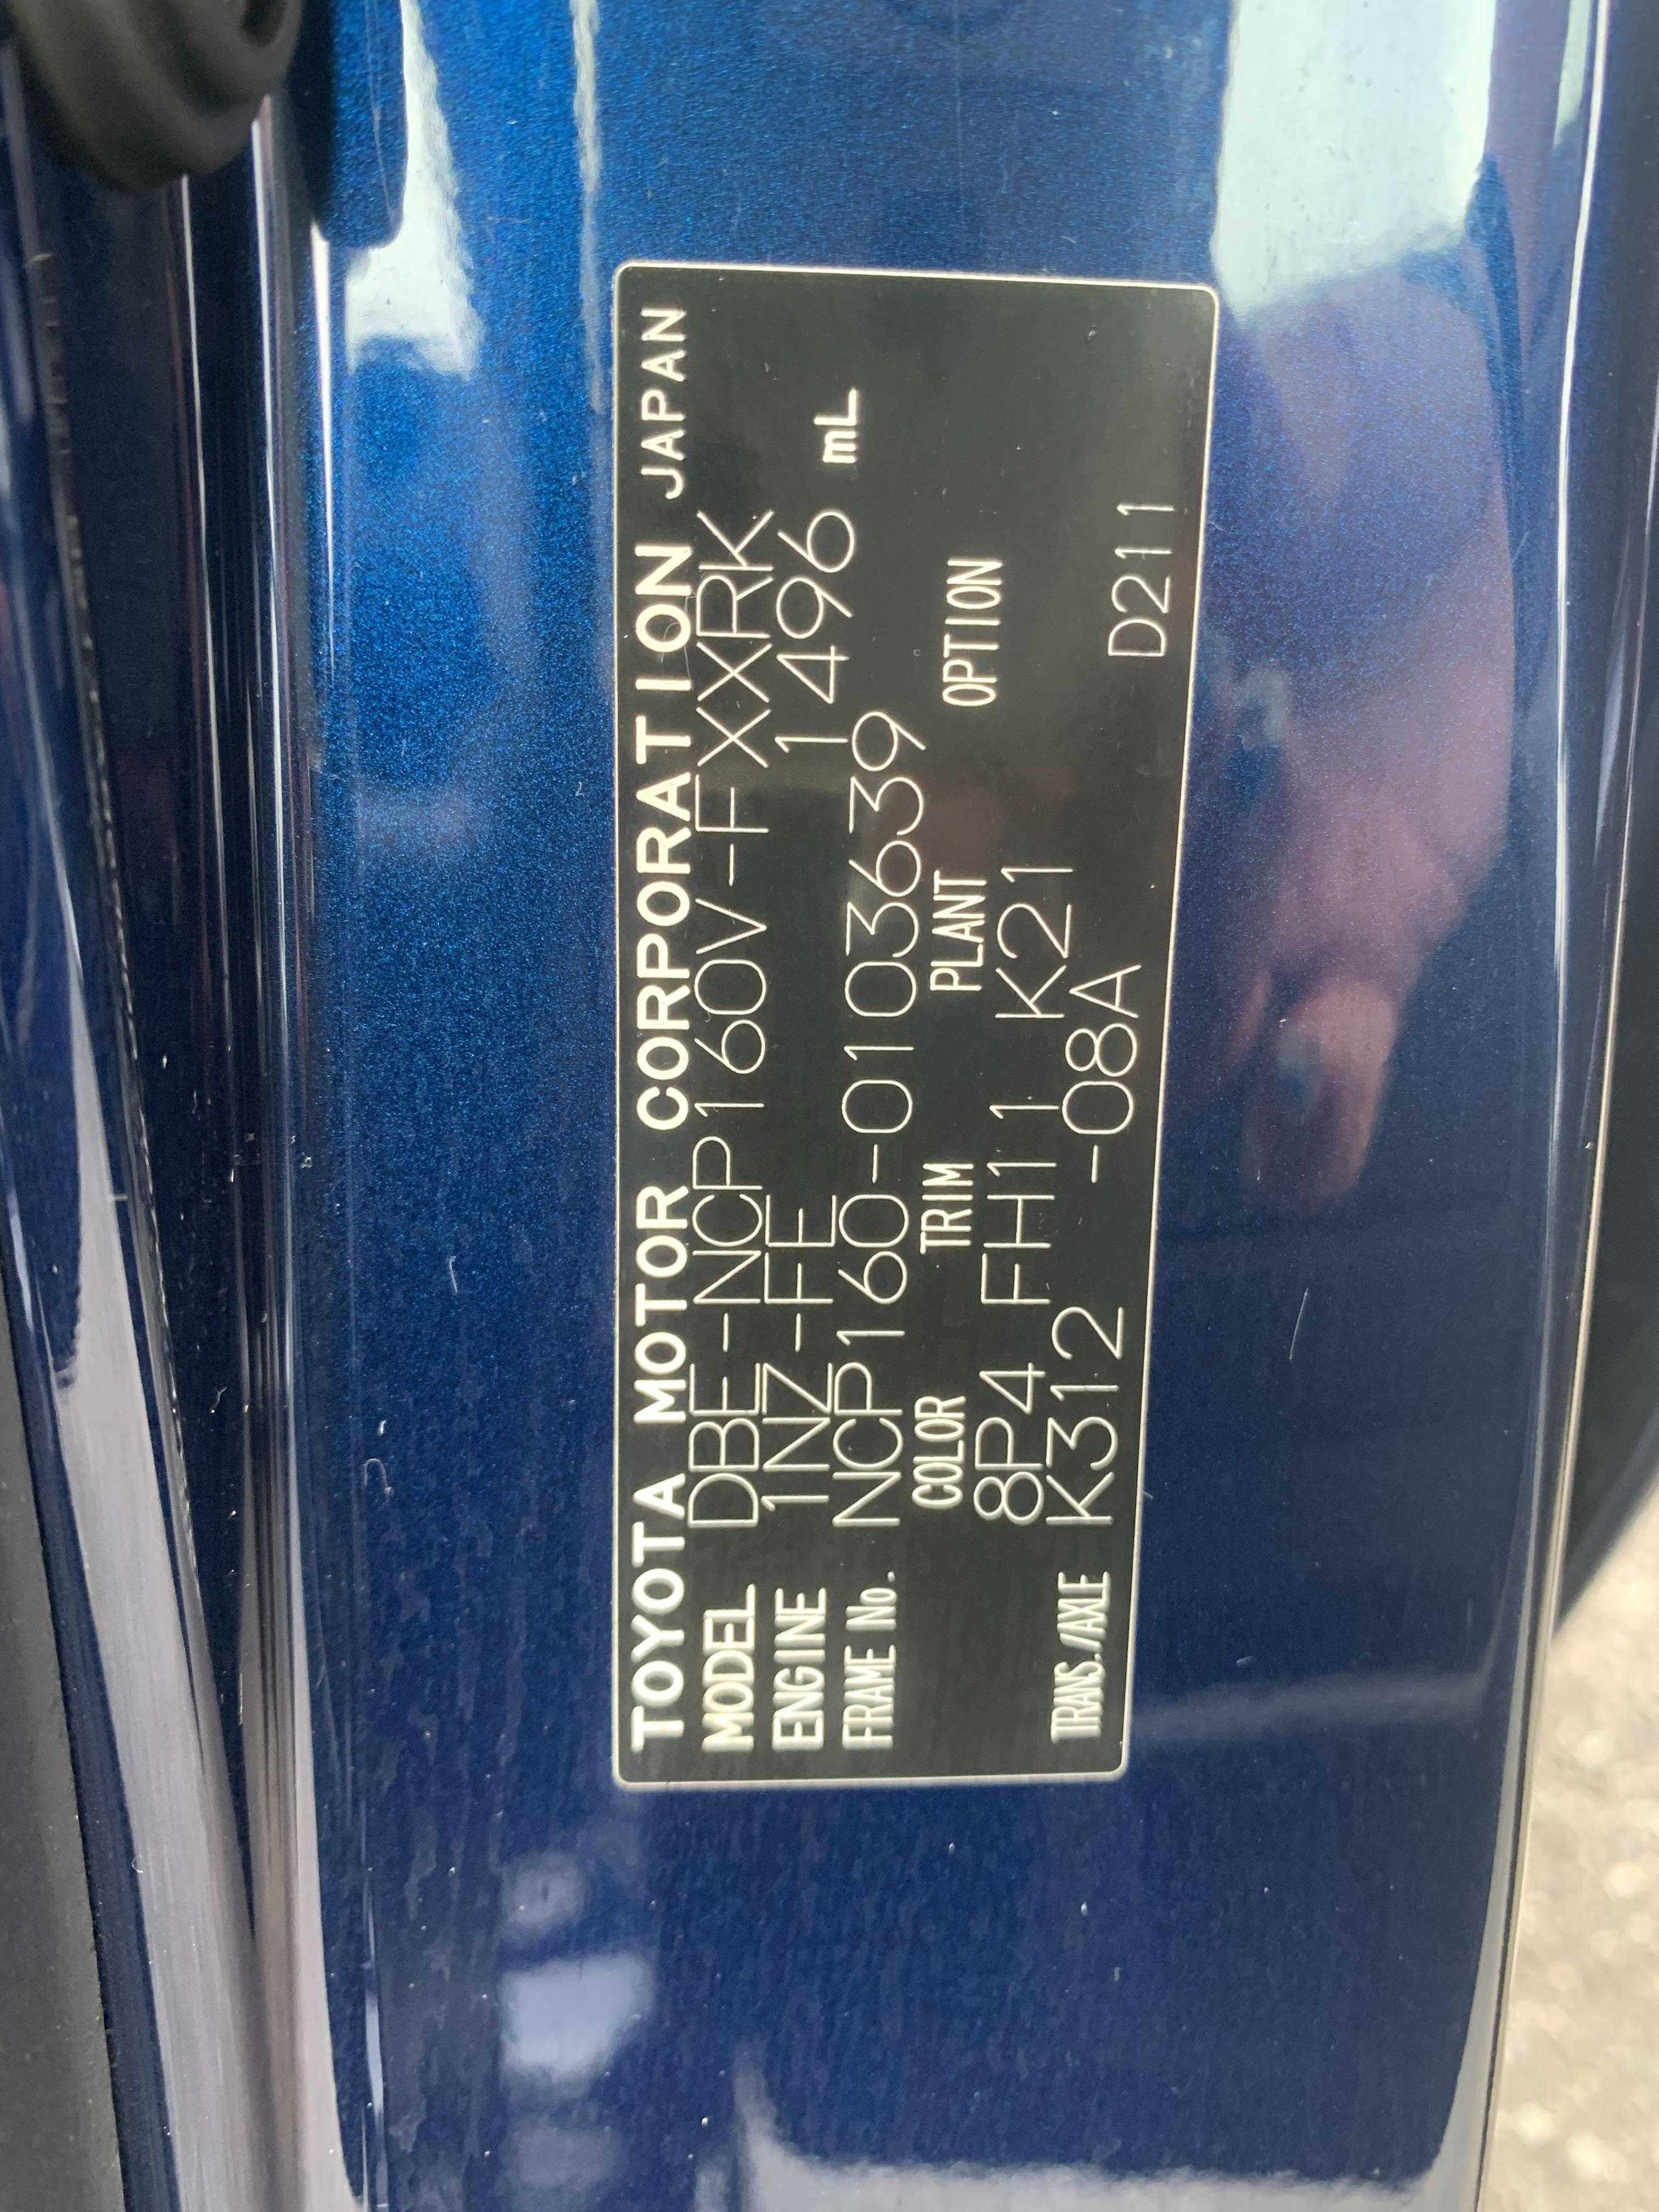 TOYOTA MOTOR CORPORATION JAPAN
MODEL DBE-NCP160V-FXXRK
ENGINE 1NZ-FE 1496 mL
FRAME No. NCP160-0103639
COLOR TRIM PLANT OPTION
8P4 FH11 K21
TRANS./AXLE K312 -08A D211